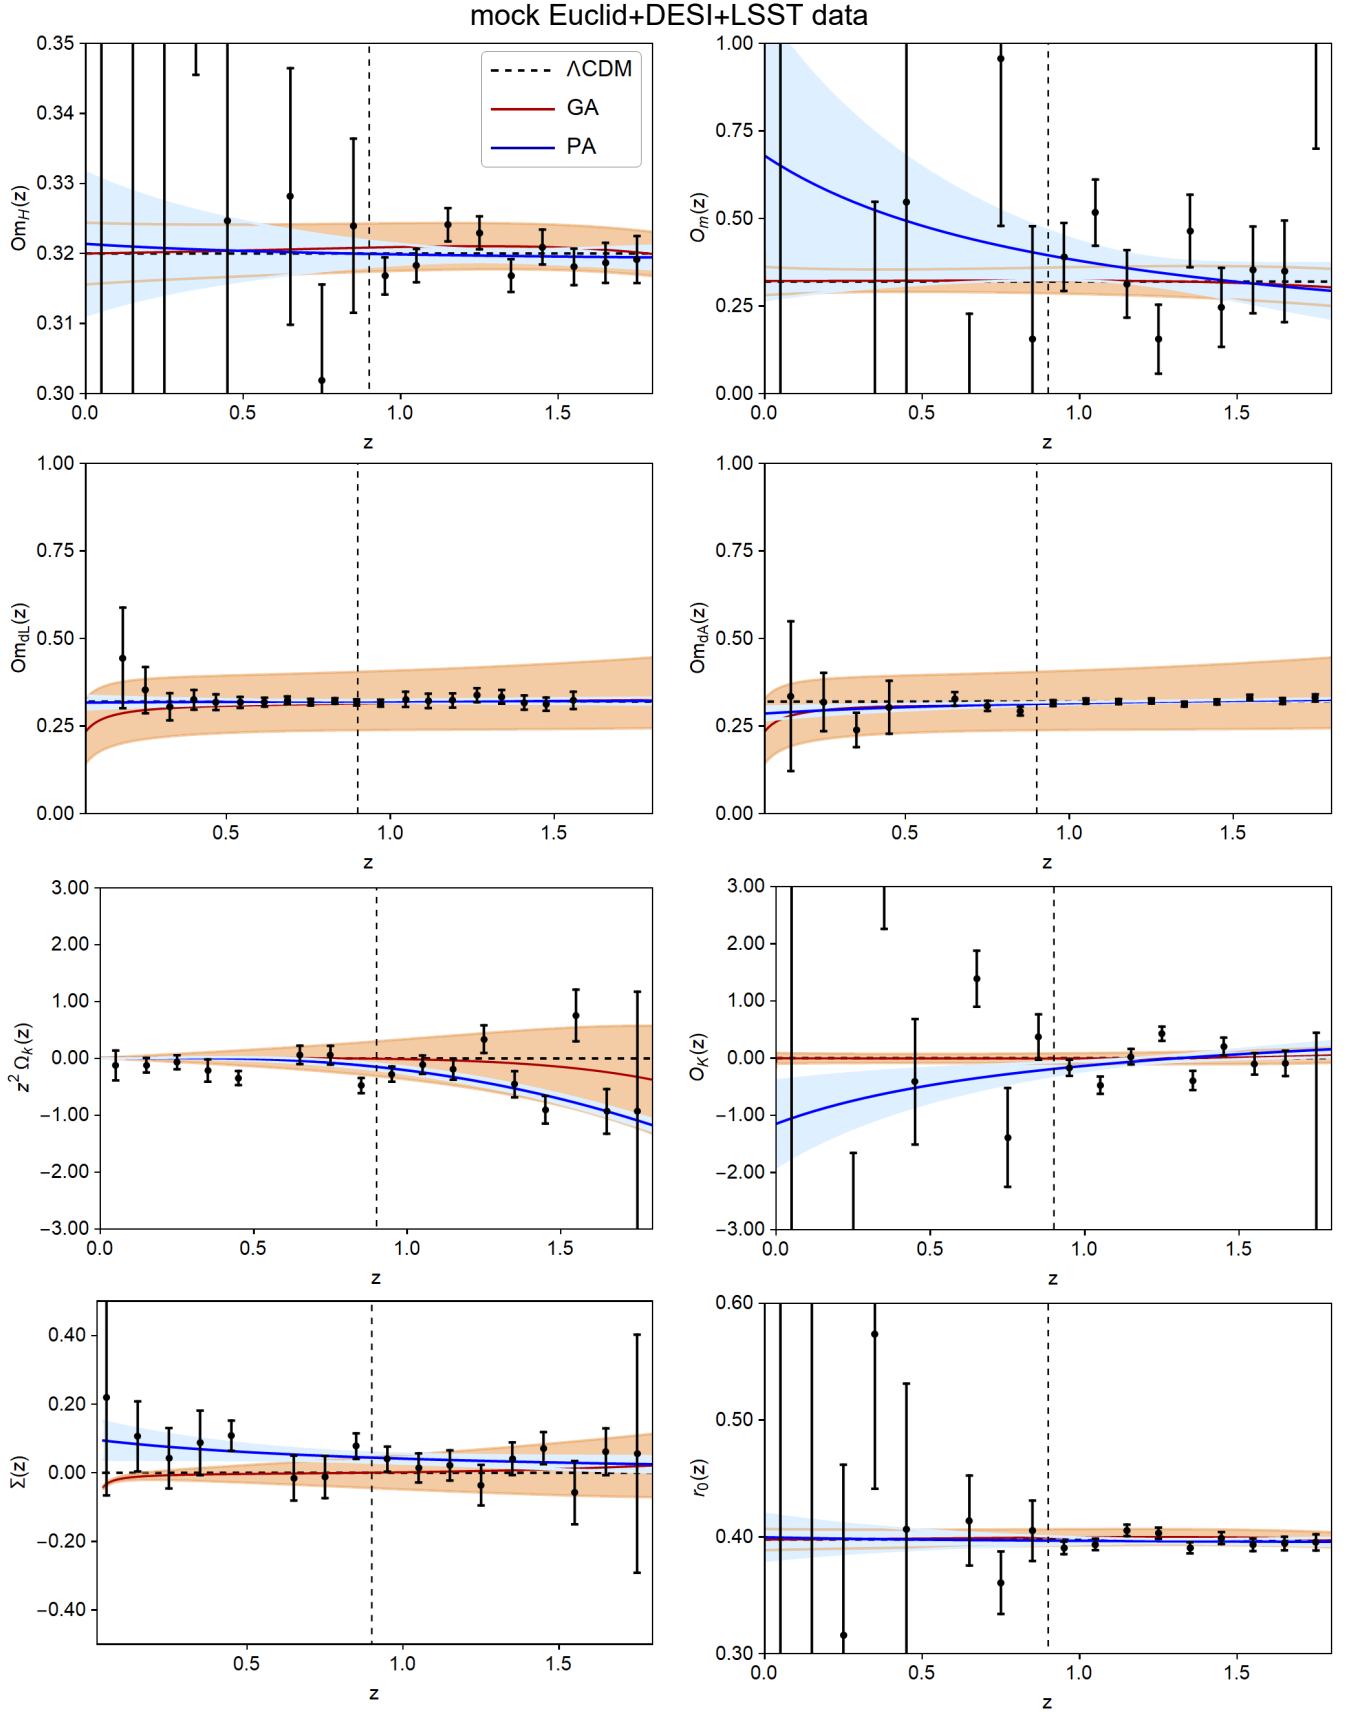 mock Euclid+DESI+LSST data
0.35
0.34
0.33
0.32
0.31
0.30
Om_H(z)
0.0 0.5 1.0 1.5
z
ΛCDM
GA
PA
1.00
0.75
0.50
0.25
0.00
O_m(z)
0.0 0.5 1.0 1.5
z
1.00
0.75
0.50
0.25
0.00
Om_dL(z)
0.5 1.0 1.5
z
1.00
0.75
0.50
0.25
0.00
Om_dA(z)
0.5 1.0 1.5
z
3.00
2.00
1.00
0.00
−1.00
−2.00
−3.00
z² Ω_k(z)
0.0 0.5 1.0 1.5
z
3.00
2.00
1.00
0.00
−1.00
−2.00
−3.00
O_K(z)
0.0 0.5 1.0 1.5
z
0.40
0.20
0.00
−0.20
−0.40
Σ(z)
0.5 1.0 1.5
z
0.60
0.50
0.40
0.30
r_0(z)
0.0 0.5 1.0 1.5
z